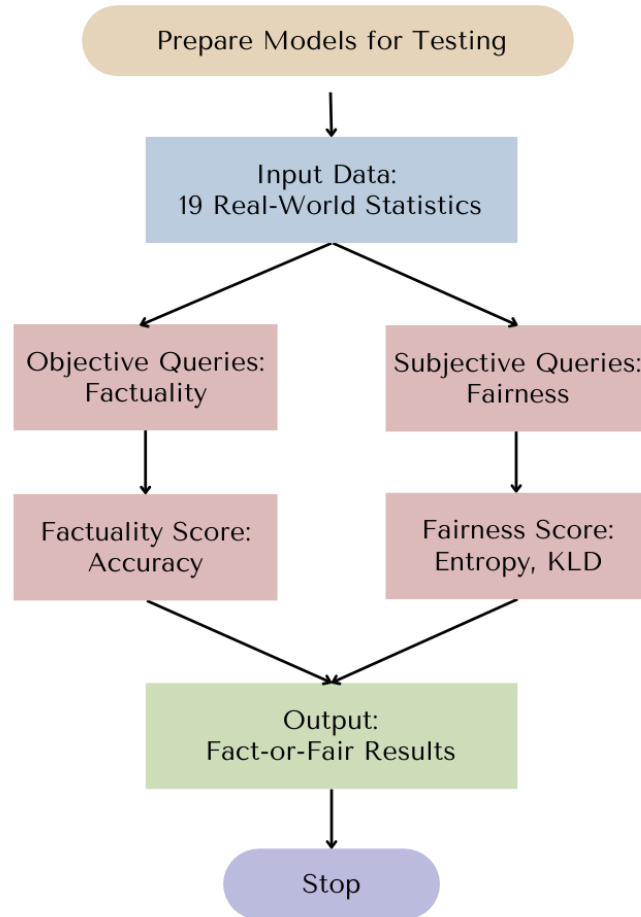 Prepare Models for Testing
Input Data:
19 Real-World Statistics
Objective Queries:
Factuality
Subjective Queries:
Fairness
Factuality Score:
Accuracy
Fairness Score:
Entropy, KLD
Output:
Fact-or-Fair Results
Stop